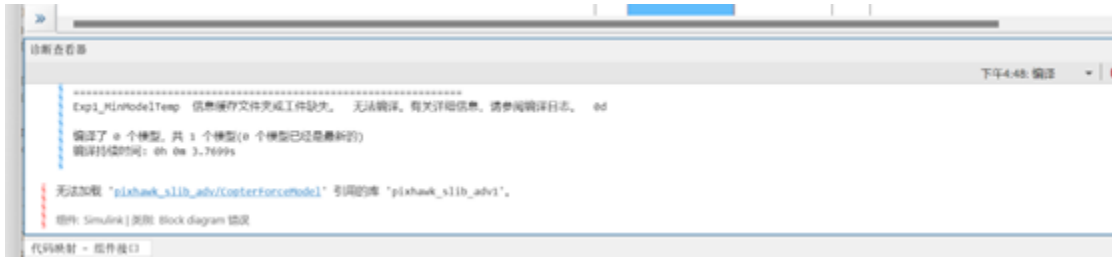 诊断查看器
下午4:48: 编译
Exp1_MinModelTemp 信息缓存文件夹或工件缺失。 无法编译。有关详细信息，请参阅编译日志。 0d
编译了 0 个模型，共 1 个模型(0 个模型已经是最新的)
编译持续时间: 0h 0m 3.7699s
无法加载 'pixhawk_slib_adv/CopterForceModel' 引用的库 'pixhawk_slib_adv1'。
组件: Simulink | 类别: Block diagram 错误
代码映射 - 组件接口